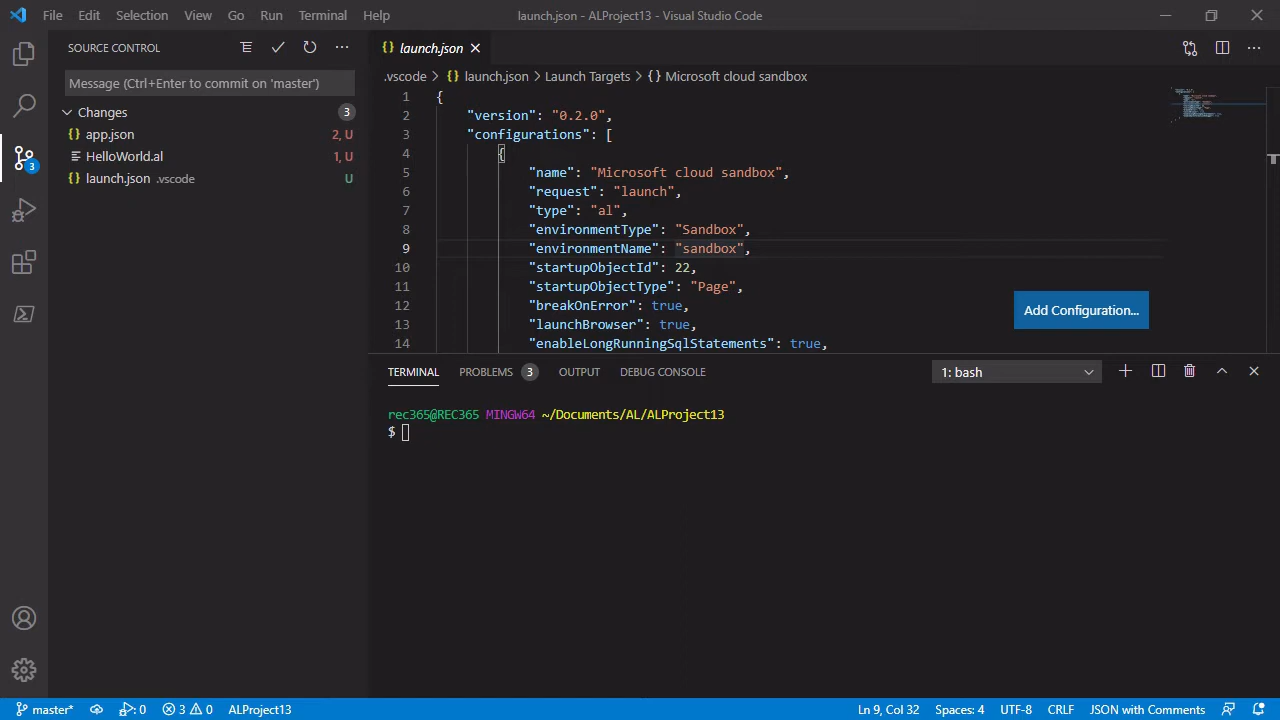 File Edit Selection View Go Run Terminal Help
launch.json - ALProject13 - Visual Studio Code
SOURCE CONTROL
Message (Ctrl+Enter to commit on 'master')
Changes 3
{} app.json 2, U
HelloWorld.al 1, U
{} launch.json .vscode U
3
{} launch.json
.vscode > {} launch.json > Launch Targets > {} Microsoft cloud sandbox
1 {
2 "version": "0.2.0",
3 "configurations": [
4 {
5 "name": "Microsoft cloud sandbox",
6 "request": "launch",
7 "type": "al",
8 "environmentType": "Sandbox",
9 "environmentName": "sandbox",
10 "startupObjectId": 22,
11 "startupObjectType": "Page",
12 "breakOnError": true,
13 "launchBrowser": true,
14 "enableLongRunningSqlStatements": true,
Add Configuration...
TERMINAL PROBLEMS 3 OUTPUT DEBUG CONSOLE
1: bash
rec365@REC365 MINGW64 ~/Documents/AL/ALProject13
$
master* 0 3 0 ALProject13
Ln 9, Col 32 Spaces: 4 UTF-8 CRLF JSON with Comments